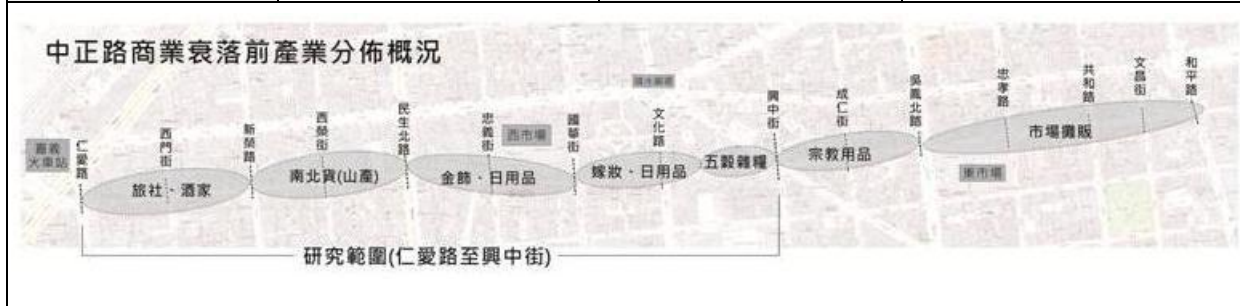 中正路商業衰落前產業分佈概況
嘉義
火車站
仁愛路
西門街
新榮路
西榮街
民生北路
忠義街
西市場
國華街
文化路
興中街
成仁街
吳鳳北路
忠孝路
共和路
文昌街
和平路
旅社、酒家
南北貨(山產)
金飾、日用品
嫁妝、日用品
五穀雜糧
宗教用品
市場攤販
東市場
研究範圍(仁愛路至興中街)